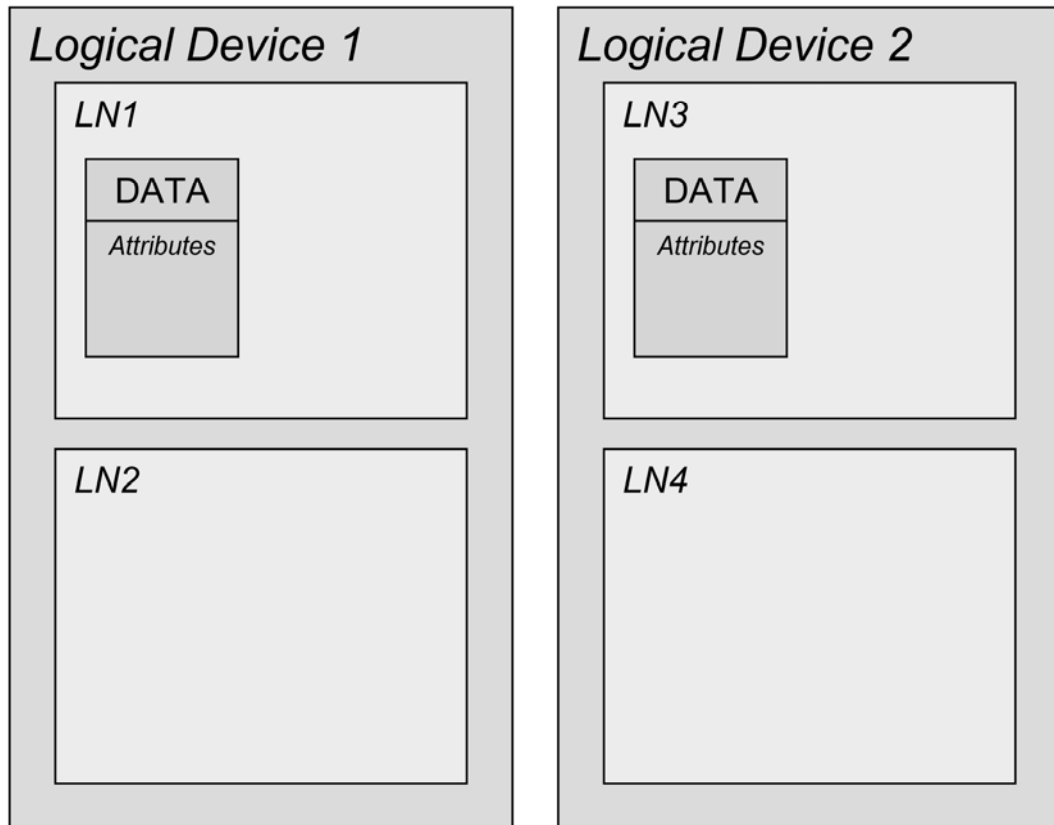 Logical Device 1
LN1
DATA
Attributes
LN2
Logical Device 2
LN3
DATA
Attributes
LN4